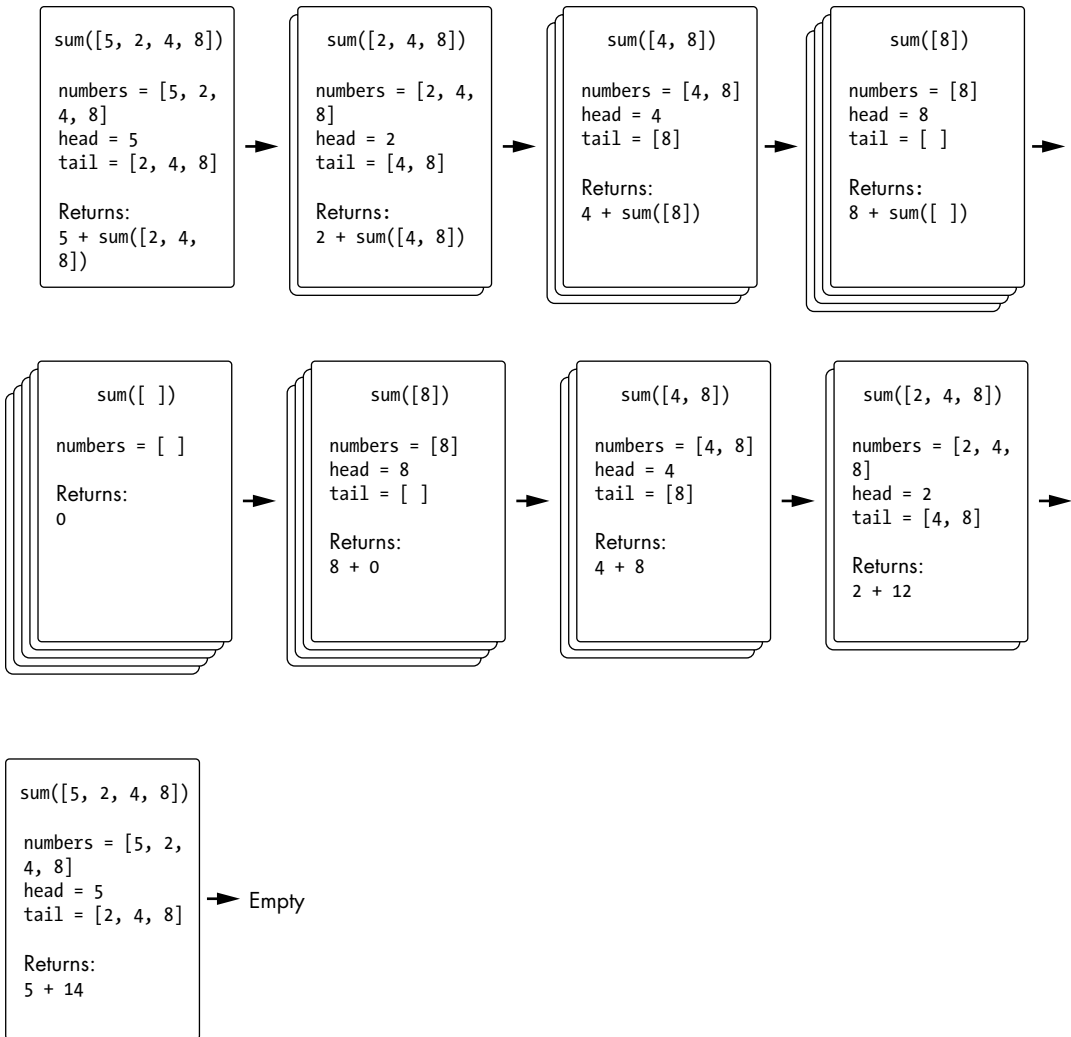 sum([5, 2, 4, 8])
numbers = [5, 2,
4, 8]
head = 5
tail = [2, 4, 8]
Returns:
5 + sum([2, 4,
8])
sum([2, 4, 8])
numbers = [2, 4,
8]
head = 2
tail = [4, 8]
Returns:
2 + sum([4, 8])
sum([4, 8])
numbers = [4, 8]
head = 4
tail = [8]
Returns:
4 + sum([8])
sum([8])
numbers = [8]
head = 8
tail = [ ]
Returns:
8 + sum([ ])
sum([ ])
numbers = [ ]
Returns:
0
sum([8])
numbers = [8]
head = 8
tail = [ ]
Returns:
8 + 0
sum([4, 8])
numbers = [4, 8]
head = 4
tail = [8]
Returns:
4 + 8
sum([2, 4, 8])
numbers = [2, 4,
8]
head = 2
tail = [4, 8]
Returns:
2 + 12
sum([5, 2, 4, 8])
numbers = [5, 2,
4, 8]
head = 5
tail = [2, 4, 8]
Returns:
5 + 14
Empty